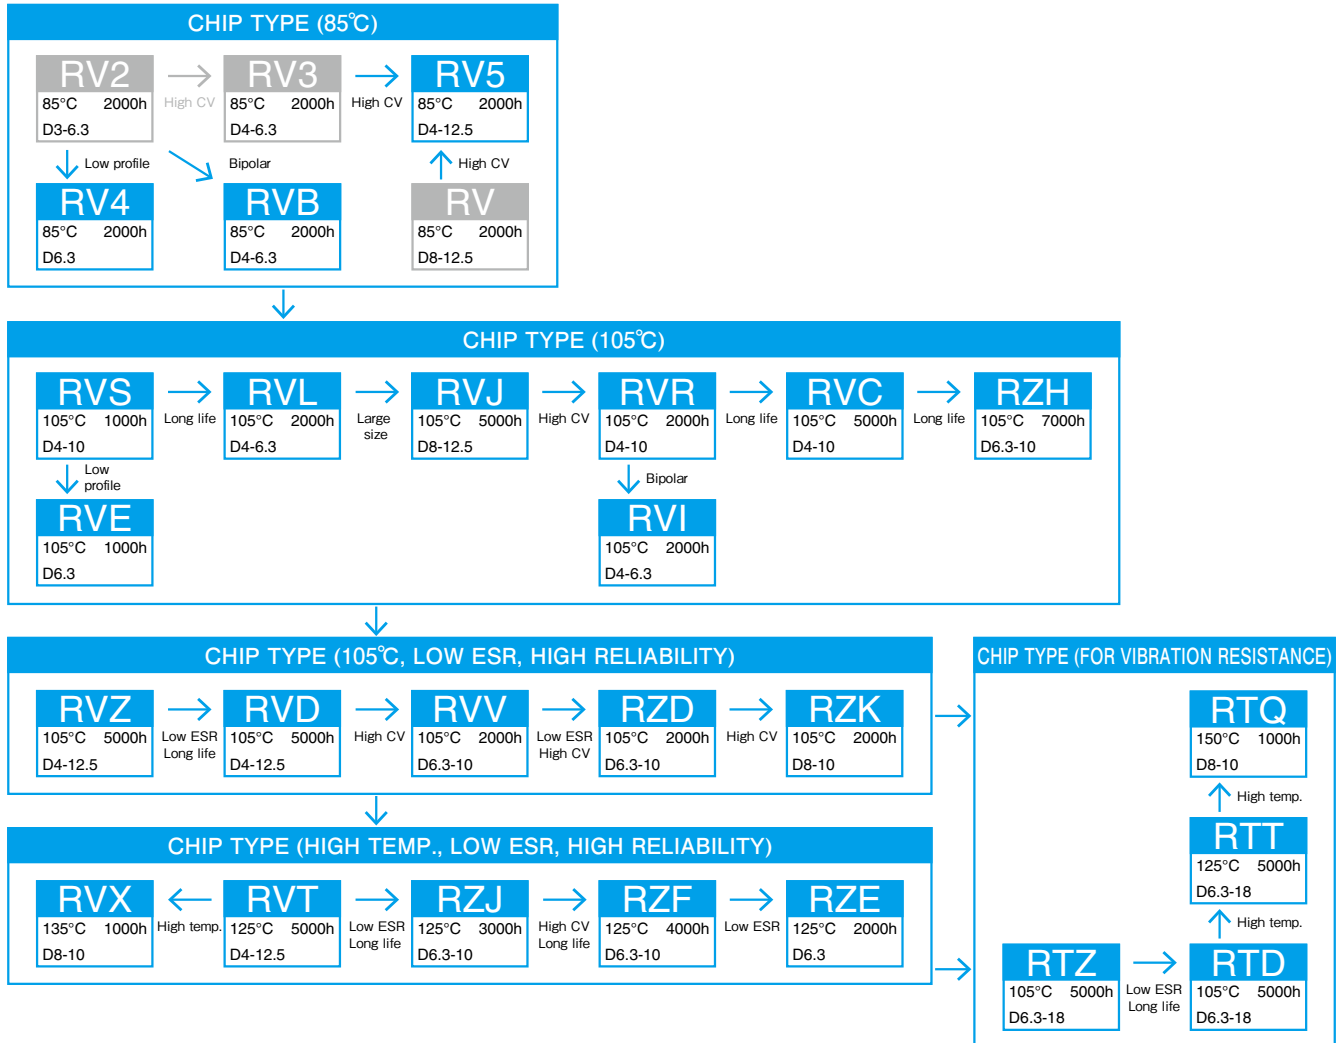 CHIP TYPE (85℃)
RV2
85°C 2000h
D3-6.3
High CV
RV3
85°C 2000h
D4-6.3
High CV
RV5
85°C 2000h
D4-12.5
Low profile
Bipolar
High CV
RV4
85°C 2000h
D6.3
RVB
85°C 2000h
D4-6.3
RV
85°C 2000h
D8-12.5
CHIP TYPE (105℃)
RVS
105°C 1000h
D4-10
Long life
RVL
105°C 2000h
D4-6.3
Large
size
RVJ
105°C 5000h
D8-12.5
High CV
RVR
105°C 2000h
D4-10
Long life
RVC
105°C 5000h
D4-10
Long life
RZH
105°C 7000h
D6.3-10
Low
profile
Bipolar
RVE
105°C 1000h
D6.3
RVI
105°C 2000h
D4-6.3
CHIP TYPE (105℃, LOW ESR, HIGH RELIABILITY)
RVZ
105°C 5000h
D4-12.5
Low ESR
Long life
RVD
105°C 5000h
D4-12.5
High CV
RVV
105°C 2000h
D6.3-10
Low ESR
High CV
RZD
105°C 2000h
D6.3-10
High CV
RZK
105°C 2000h
D8-10
CHIP TYPE (HIGH TEMP., LOW ESR, HIGH RELIABILITY)
RVX
135°C 1000h
D8-10
High temp.
RVT
125°C 5000h
D4-12.5
Low ESR
Long life
RZJ
125°C 3000h
D6.3-10
High CV
Long life
RZF
125°C 4000h
D6.3-10
Low ESR
RZE
125°C 2000h
D6.3
CHIP TYPE (FOR VIBRATION RESISTANCE)
RTQ
150°C 1000h
D8-10
High temp.
RTT
125°C 5000h
D6.3-18
High temp.
RTZ
105°C 5000h
D6.3-18
Low ESR
Long life
RTD
105°C 5000h
D6.3-18